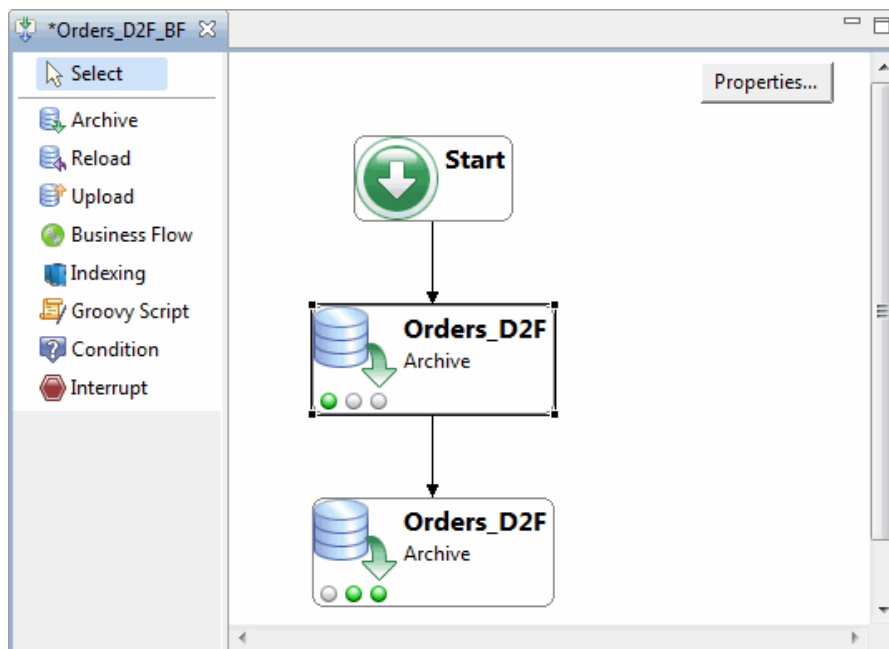 *Orders_D2F_BF
Select
Archive
Reload
Upload
Business Flow
Indexing
Groovy Script
Condition
Interrupt
Properties...
Start
Orders_D2F
Archive
Orders_D2F
Archive